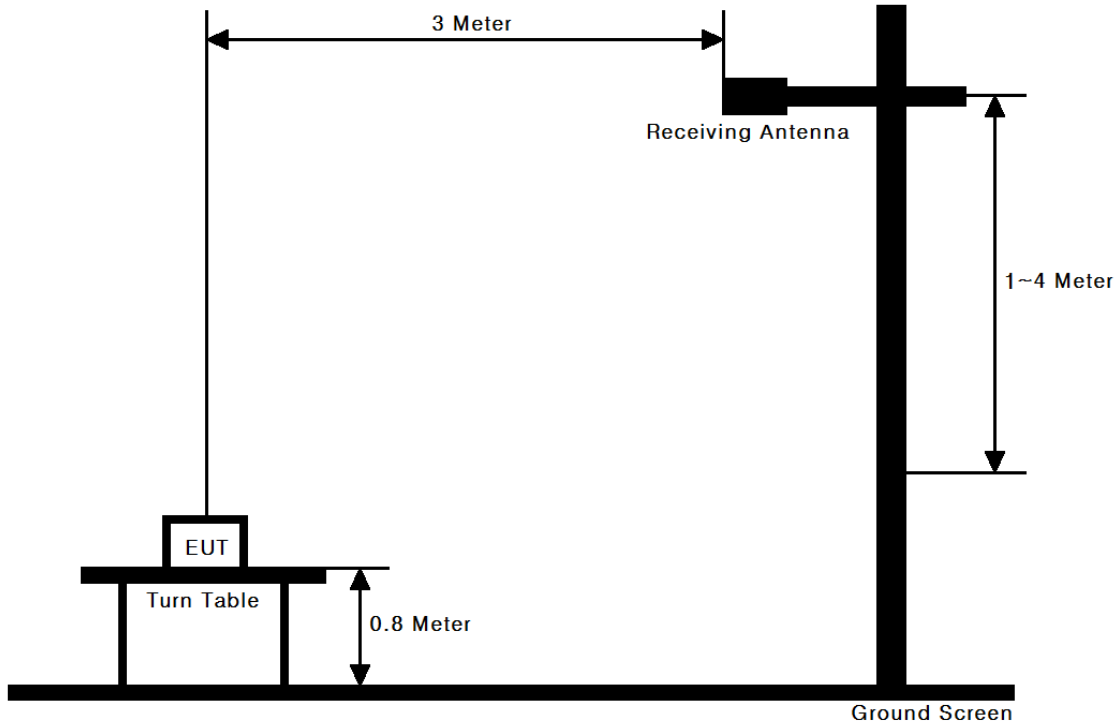 3 Meter
Receiving Antenna
1~4 Meter
EUT
Turn Table
0.8 Meter
Ground Screen